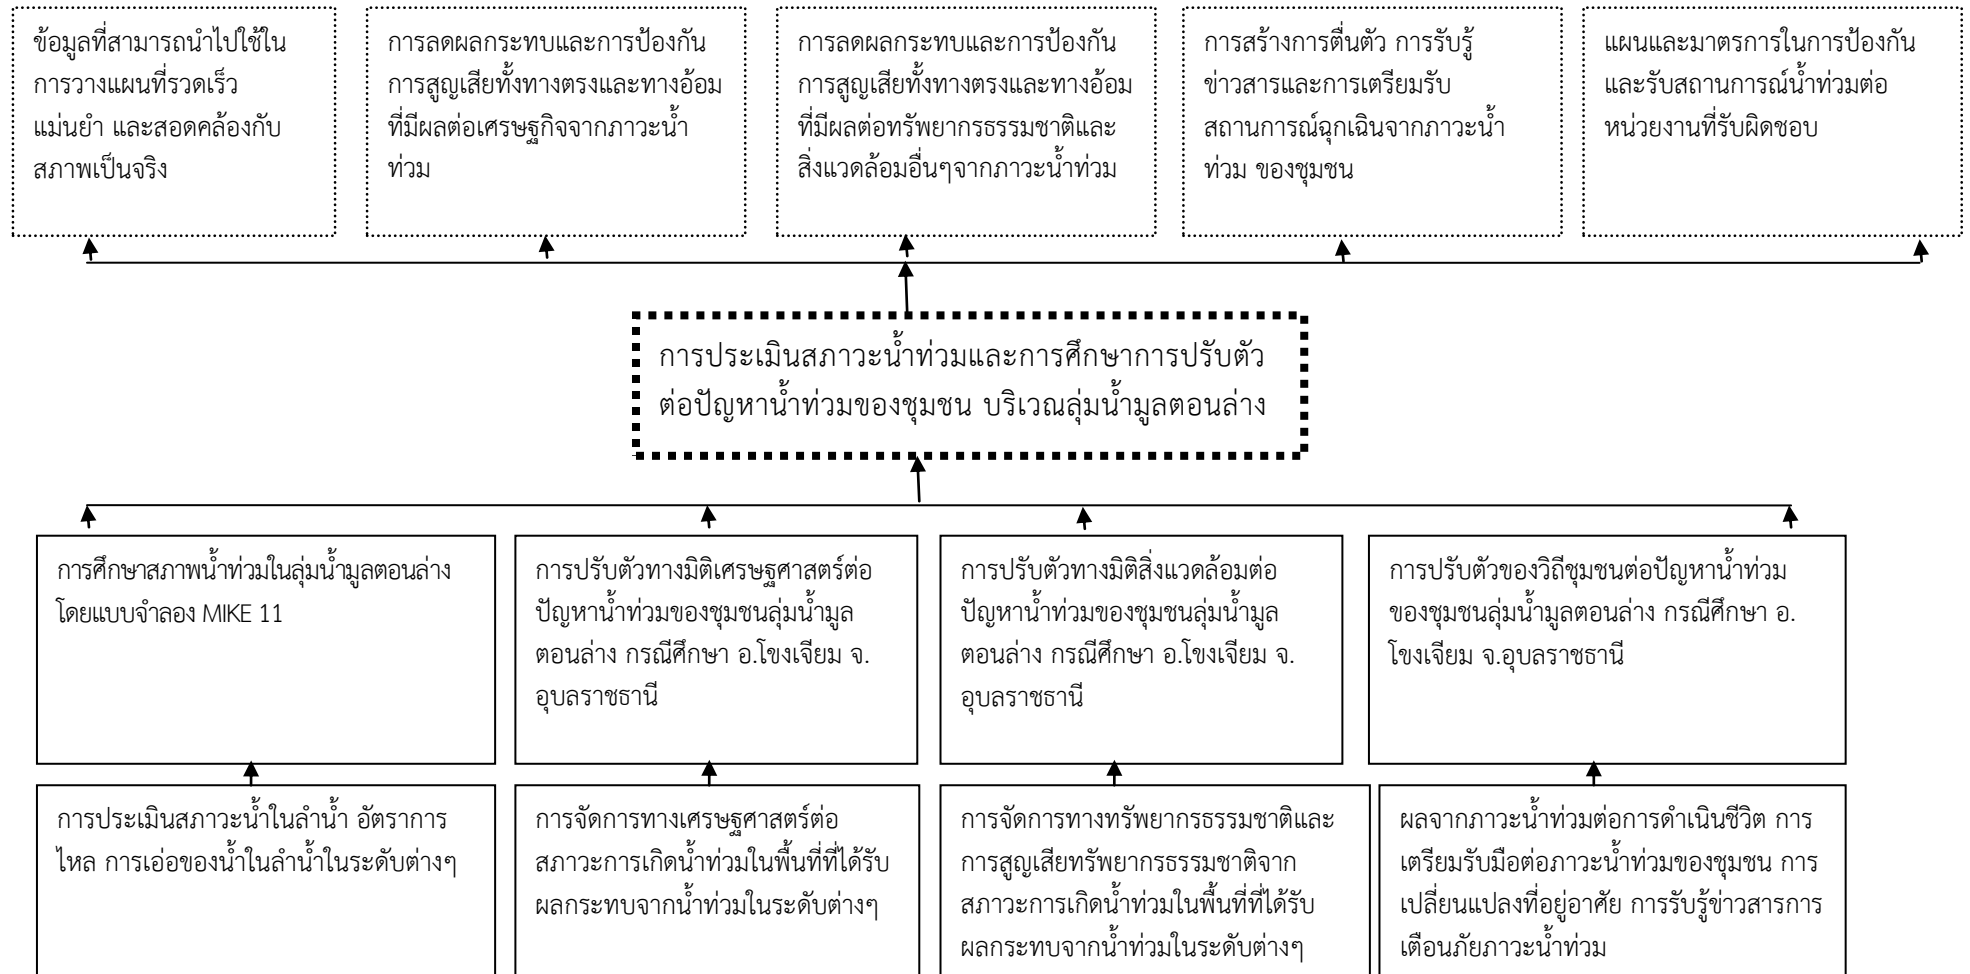 ข้อมูลที่สามารถนำไปใช้ใน
การวางแผนที่รวดเร็ว
แม่นยำ และสอดคล้องกับ
สภาพเป็นจริง
การลดผลกระทบและการป้องกัน
การสูญเสียทั้งทางตรงและทางอ้อม
ที่มีผลต่อเศรษฐกิจจากภาวะน้ำ
ท่วม
การลดผลกระทบและการป้องกัน
การสูญเสียทั้งทางตรงและทางอ้อม
ที่มีผลต่อทรัพยากรธรรมชาติและ
สิ่งแวดล้อมอื่นๆจากภาวะน้ำท่วม
การสร้างการตื่นตัว การรับรู้
ข่าวสารและการเตรียมรับ
สถานการณ์ฉุกเฉินจากภาวะน้ำ
ท่วม ของชุมชน
แผนและมาตรการในการป้องกัน
และรับสถานการณ์น้ำท่วมต่อ
หน่วยงานที่รับผิดชอบ
การประเมินสภาวะน้ำท่วมและการศึกษาการปรับตัว
ต่อปัญหาน้ำท่วมของชุมชน บริเวณลุ่มน้ำมูลตอนล่าง
การศึกษาสภาพน้ำท่วมในลุ่มน้ำมูลตอนล่าง
โดยแบบจำลอง MIKE 11
การปรับตัวทางมิติเศรษฐศาสตร์ต่อ
ปัญหาน้ำท่วมของชุมชนลุ่มน้ำมูล
ตอนล่าง กรณีศึกษา อ.โขงเจียม จ.
อุบลราชธานี
การปรับตัวทางมิติสิ่งแวดล้อมต่อ
ปัญหาน้ำท่วมของชุมชนลุ่มน้ำมูล
ตอนล่าง กรณีศึกษา อ.โขงเจียม จ.
อุบลราชธานี
การปรับตัวของวิถีชุมชนต่อปัญหาน้ำท่วม
ของชุมชนลุ่มน้ำมูลตอนล่าง กรณีศึกษา อ.
โขงเจียม จ.อุบลราชธานี
การประเมินสภาวะน้ำในลำน้ำ อัตราการ
ไหล การเอ่อของน้ำในลำน้ำในระดับต่างๆ
การจัดการทางเศรษฐศาสตร์ต่อ
สภาวะการเกิดน้ำท่วมในพื้นที่ที่ได้รับ
ผลกระทบจากน้ำท่วมในระดับต่างๆ
การจัดการทางทรัพยากรธรรมชาติและ
การสูญเสียทรัพยากรธรรมชาติจาก
สภาวะการเกิดน้ำท่วมในพื้นที่ที่ได้รับ
ผลกระทบจากน้ำท่วมในระดับต่างๆ
ผลจากภาวะน้ำท่วมต่อการดำเนินชีวิต การ
เตรียมรับมือต่อภาวะน้ำท่วมของชุมชน การ
เปลี่ยนแปลงที่อยู่อาศัย การรับรู้ข่าวสารการ
เตือนภัยภาวะน้ำท่วม